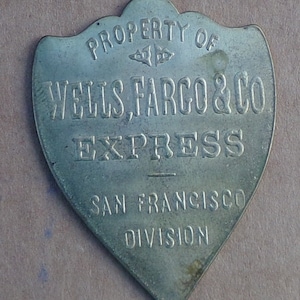 PROPERTY OF
WELLS, FARGO & CO.
EXPRESS
SAN FRANCISCO
DIVISION